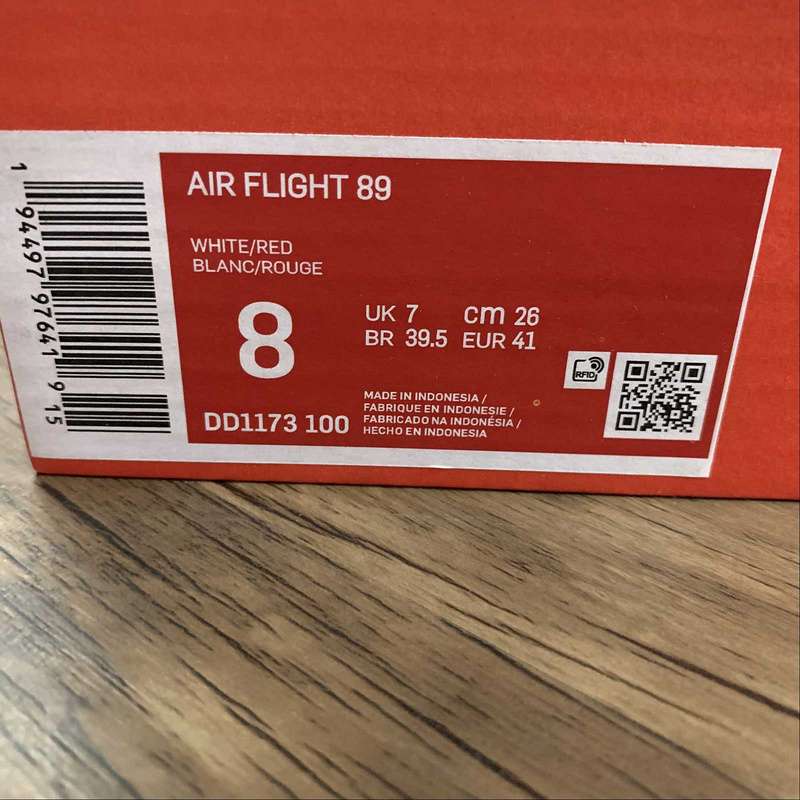 AIR FLIGHT 89
WHITE/RED
BLANC/ROUGE
8
UK 7 cm 26
BR 39.5 EUR 41
DD1173 100
MADE IN INDONESIA /
FABRIQUE EN INDONESIE /
FABRICADO NA INDONÉSIA /
HECHO EN INDONESIA
RFID
1 94497 97641 9 15